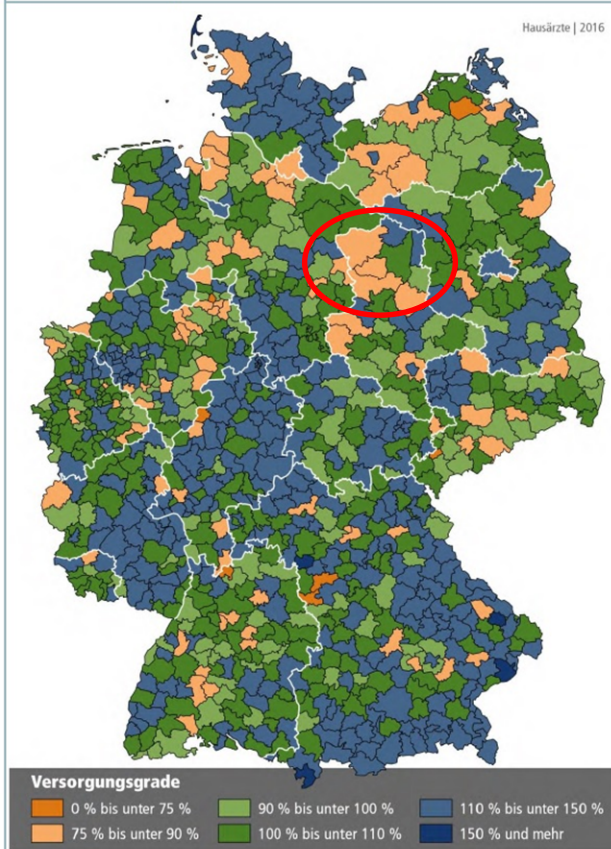 Hausärzte | 2016
Versorgungsgrade
0 % bis unter 75 %
90 % bis unter 100 %
110 % bis unter 150 %
75 % bis unter 90 %
100 % bis unter 110 %
150 % und mehr